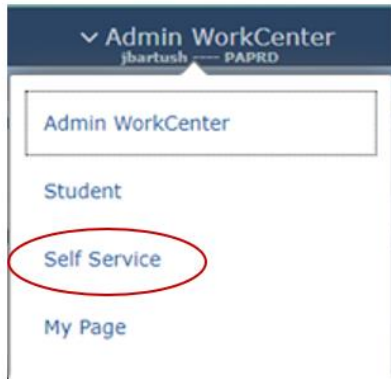 Admin WorkCenter
jbartush ---- PAPRD
Admin WorkCenter
Student
Self Service
My Page